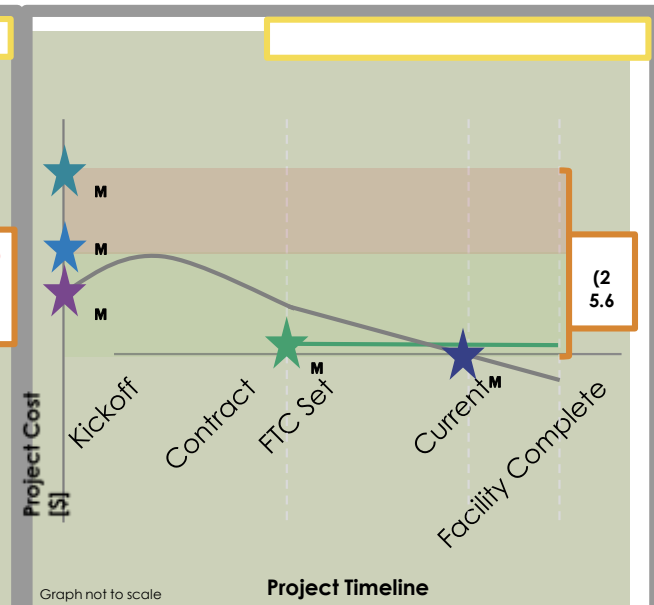 M
M
M
(2
5.6
M
M
Kickoff
Contract
FTC Set
Current
Facility Complete
Project Cost
[$]
Project Timeline
Graph not to scale